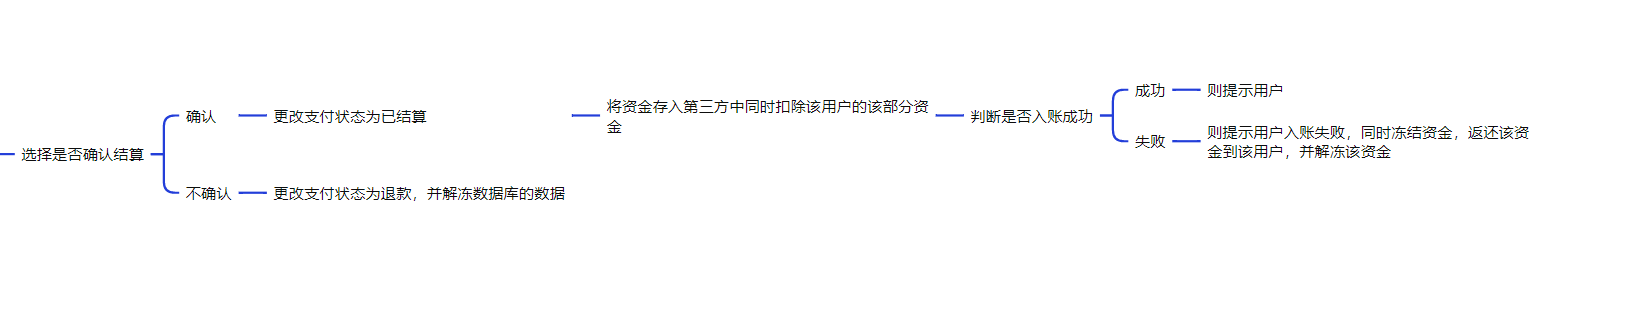 选择是否确认结算
确认
更改支付状态为已结算
将资金存入第三方中同时扣除该用户的该部分资
金
判断是否入账成功
成功
则提示用户
失败
则提示用户入账失败，同时冻结资金，返还该资
金到该用户，并解冻该资金
不确认
更改支付状态为退款，并解冻数据库的数据